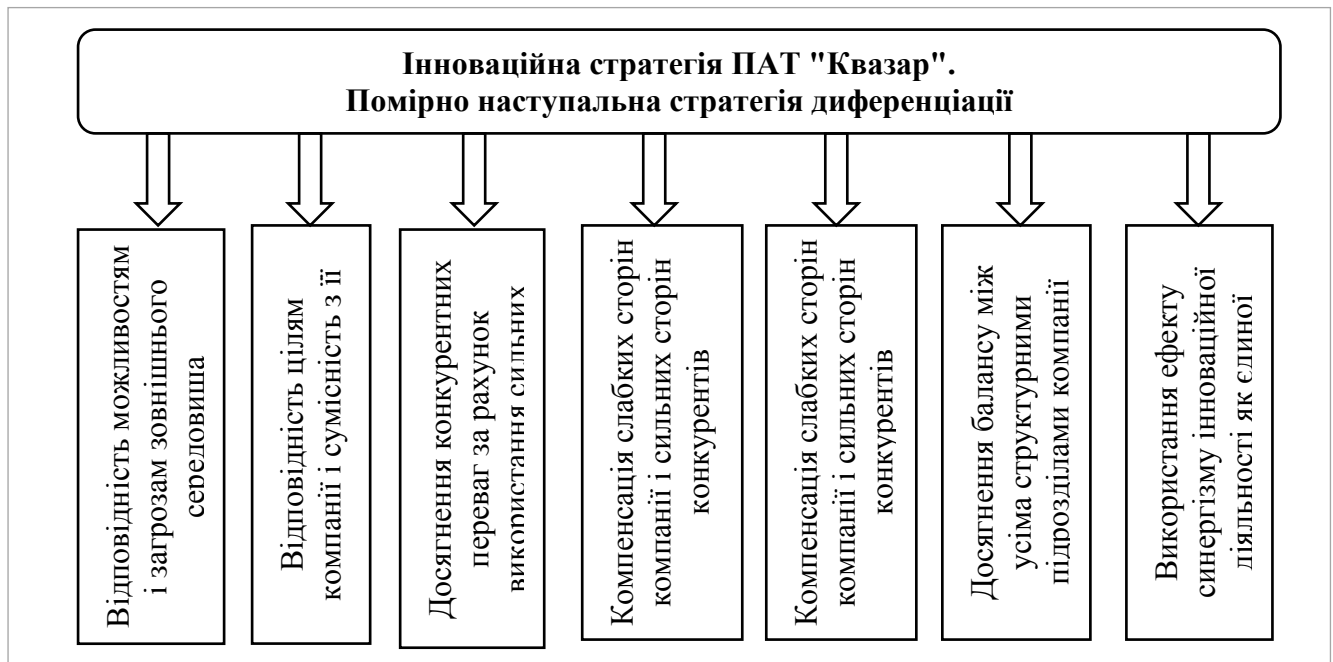 Інноваційна стратегія ПАТ "Квазар".
Помірно наступальна стратегія диференціації
Відповідність можливостям
і загрозам зовнішнього
середовища
Відповідність цілям
компанії і сумісність з її
Досягнення конкурентних
переваг за рахунок
використання сильних
Компенсація слабких сторін
компанії і сильних сторін
конкурентів
Компенсація слабких сторін
компанії і сильних сторін
конкурентів
Досягнення балансу між
усіма структурними
підрозділами компанії
Використання ефекту
синергізму інноваційної
діяльності як єдиної